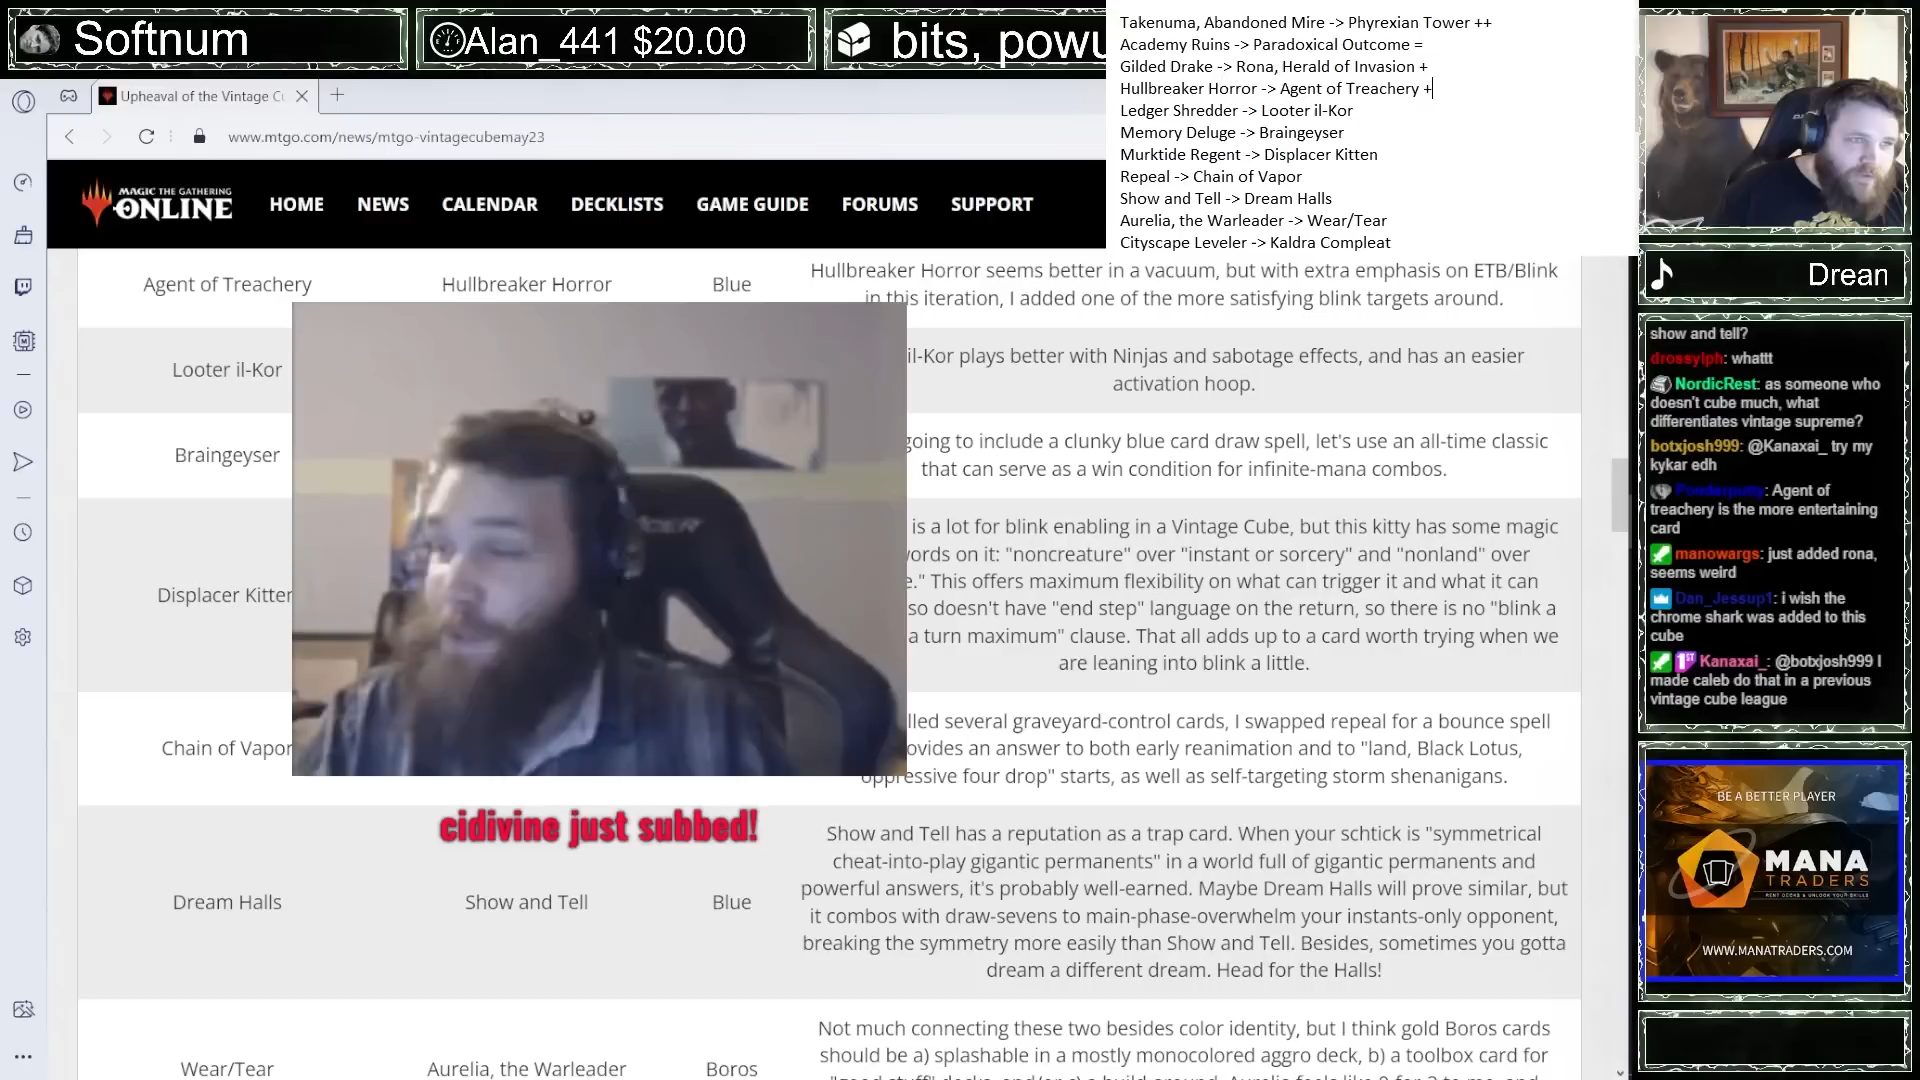 Softnum
Alan_441 $20.00
bits, powu
Takenuma, Abandoned Mire -> Phyrexian Tower ++
Academy Ruins -> Paradoxical Outcome =
Gilded Drake -> Rona, Herald of Invasion +
Hullbreaker Horror -> Agent of Treachery +
Ledger Shredder -> Looter il-Kor
Memory Deluge -> Braingeyser
Murktide Regent -> Displacer Kitten
Repeal -> Chain of Vapor
Show and Tell -> Dream Halls
Aurelia, the Warleader -> Wear/Tear
Cityscape Leveler -> Kaldra Compleat
Upheaval of the Vintage Cu
www.mtgo.com/news/mtgo-vintagecubemay23
MAGIC THE GATHERING
ONLINE
HOME NEWS CALENDAR DECKLISTS GAME GUIDE FORUMS SUPPORT
Agent of Treachery
Hullbreaker Horror
Blue
Hullbreaker Horror seems better in a vacuum, but with extra emphasis on ETB/Blink
in this iteration, I added one of the more satisfying blink targets around.
Looter il-Kor
il-Kor plays better with Ninjas and sabotage effects, and has an easier
activation hoop.
Braingeyser
going to include a clunky blue card draw spell, let's use an all-time classic
that can serve as a win condition for infinite-mana combos.
Displacer Kitten
is a lot for blink enabling in a Vintage Cube, but this kitty has some magic
words on it: "noncreature" over "instant or sorcery" and "nonland" over
e." This offers maximum flexibility on what can trigger it and what it can
so doesn't have "end step" language on the return, so there is no "blink a
a turn maximum" clause. That all adds up to a card worth trying when we
are leaning into blink a little.
Chain of Vapor
lled several graveyard-control cards, I swapped repeal for a bounce spell
ovides an answer to both early reanimation and to "land, Black Lotus,
oppressive four drop" starts, as well as self-targeting storm shenanigans.
cidivine just subbed!
Dream Halls
Show and Tell
Blue
Show and Tell has a reputation as a trap card. When your schtick is "symmetrical
cheat-into-play gigantic permanents" in a world full of gigantic permanents and
powerful answers, it's probably well-earned. Maybe Dream Halls will prove similar, but
it combos with draw-sevens to main-phase-overwhelm your instants-only opponent,
breaking the symmetry more easily than Show and Tell. Besides, sometimes you gotta
dream a different dream. Head for the Halls!
Wear/Tear
Aurelia, the Warleader
Boros
Not much connecting these two besides color identity, but I think gold Boros cards
should be a) splashable in a mostly monocolored aggro deck, b) a toolbox card for
Drean
show and tell?
drossylph: whattt
NordicRest: as someone who
doesn't cube much, what
differentiates vintage supreme?
botxjosh999: @Kanaxai_ try my
kykar edh
Powderputty: Agent of
treachery is the more entertaining
card
manowargs: just added rona,
seems weird
Dan_Jessup1: i wish the
chrome shark was added to this
cube
Kanaxai_: @botxjosh999 I
made caleb do that in a previous
vintage cube league
BE A BETTER PLAYER
MANA
TRADERS
RENT DECKS & UNLOCK YOUR SKILLS
WWW.MANATRADERS.COM